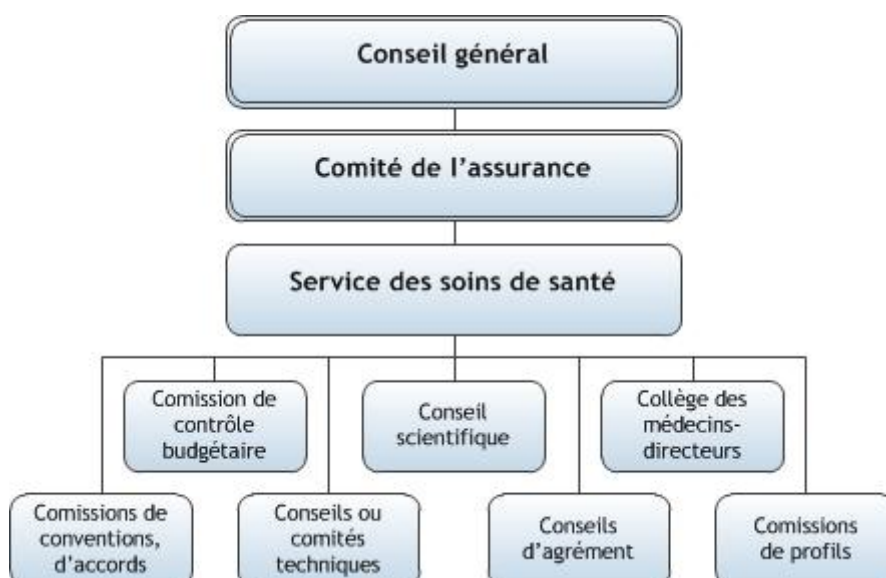 Conseil général
Comité de l'assurance
Service des soins de santé
Comission de
contrôle
budgétaire
Conseil
scientifique
Collège des
médecins-
directeurs
Comissions de
conventions,
d'accords
Conseils ou
comités
techniques
Conseils
d'agrément
Comissions
de profils